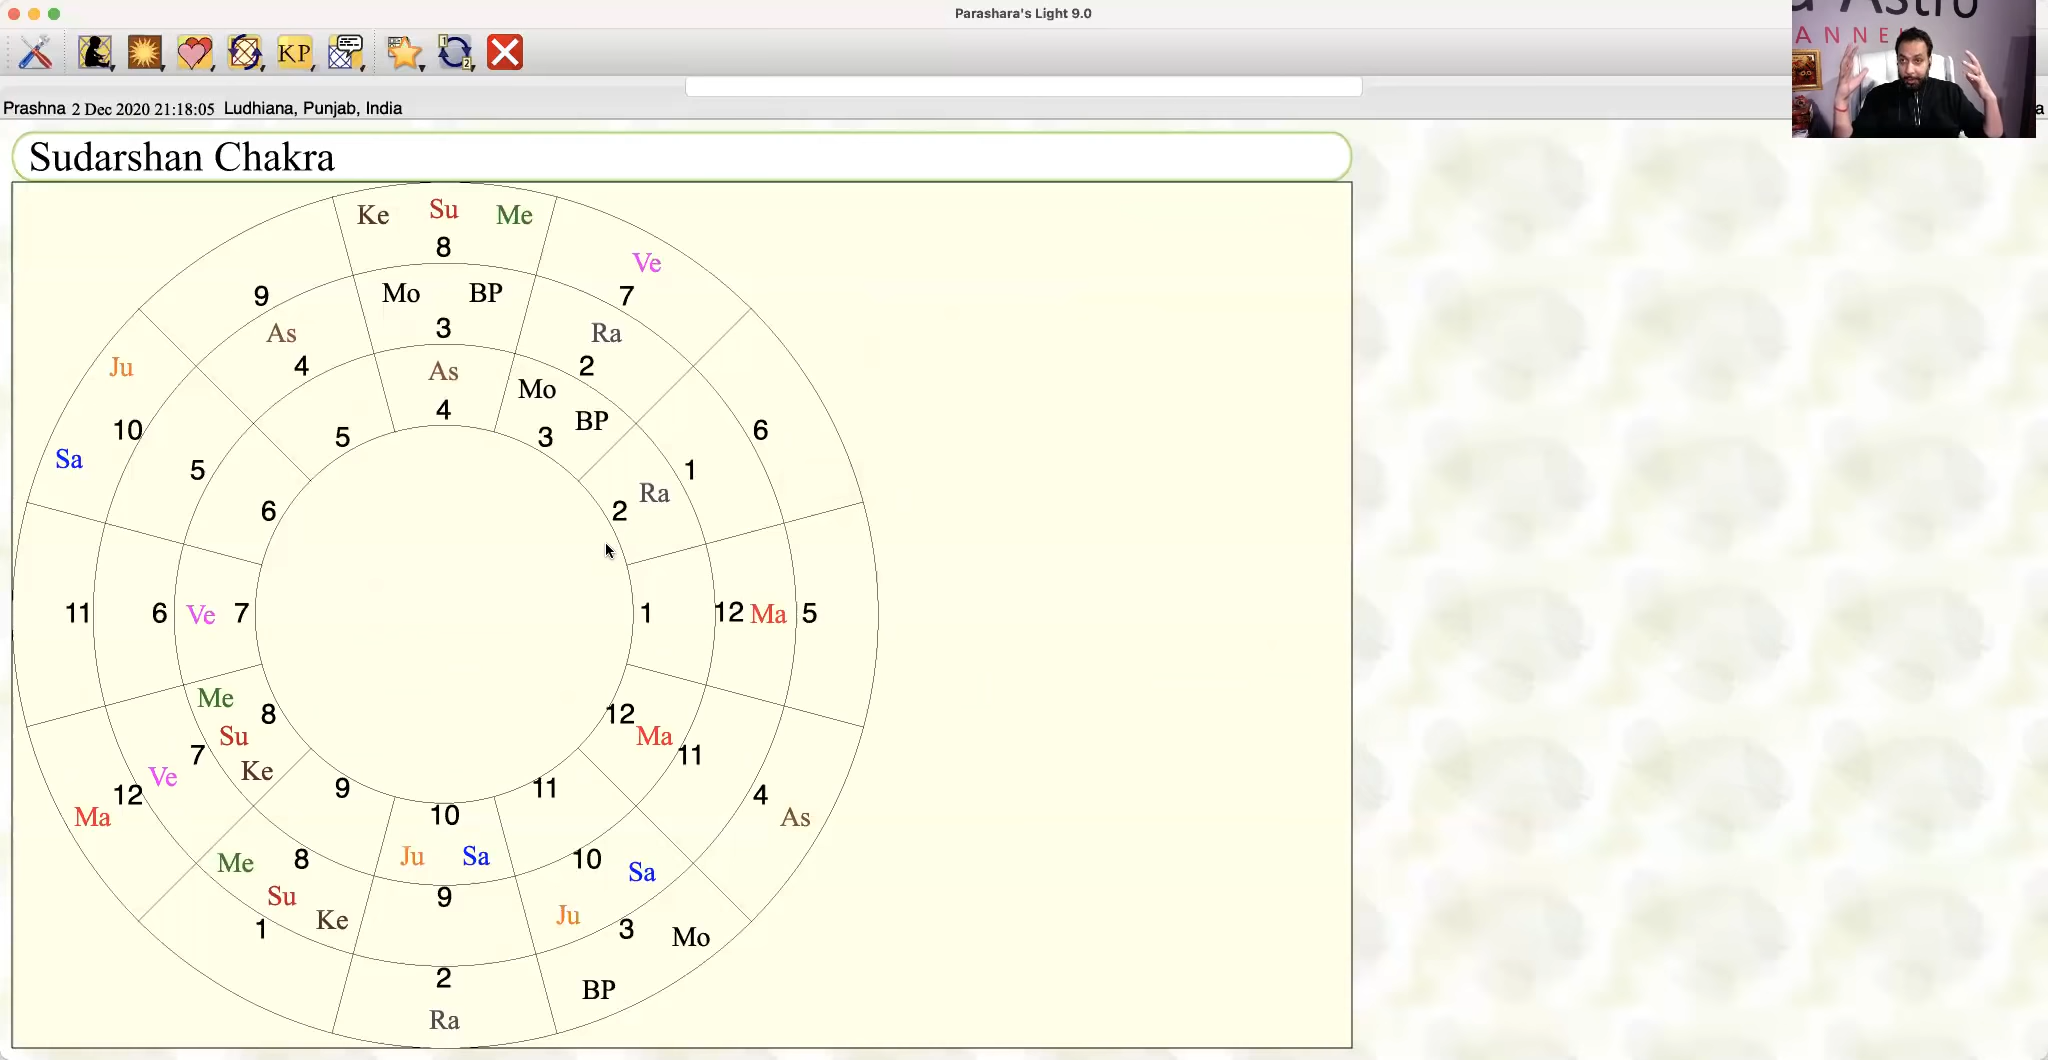 Parashara's Light 9.0
Astro
ANNE
KP
1
2
Prashna 2 Dec 2020 21:18:05 Ludhiana, Punjab, India
a
Sudarshan Chakra
Ke Su Me
8
Ve
7
6
5
4
As
3 Mo
BP
2
Ra
1
12
Ma
11
10
Ju
Sa
9
Mo BP
3
Ra
2
1
12 Ma
11
10
Sa
Ju
9
8
Me
Su
Ke
7
Ve
6
5
As
4
As
4
Mo
BP
3
Ra
2
1
12
Ma
11
10
Ju Sa
9
8
Me
Su
Ke
Ve 7
6
5